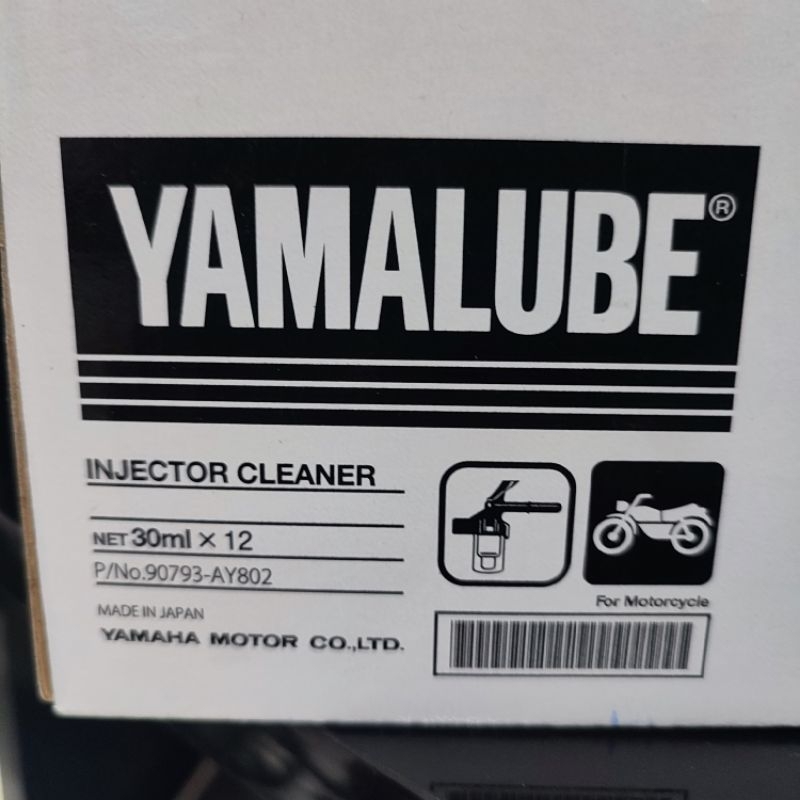 YAMALUBE®
INJECTOR CLEANER
NET 30ml × 12
P/No.90793-AY802
MADE IN JAPAN
YAMAHA MOTOR CO.,LTD.
For Motorcycle